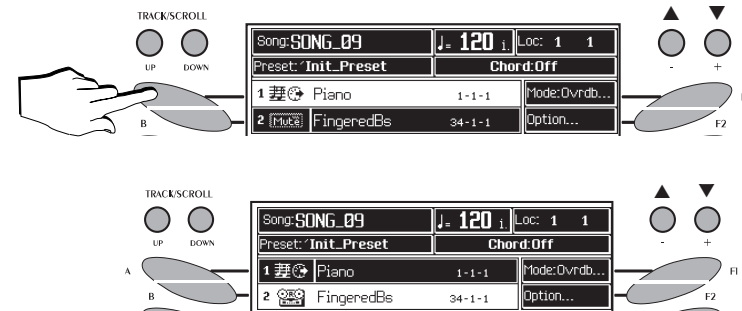 TRACK/SCROLL
UP DOWN
Song:SONG_09 ♩= 120 i. Loc: 1 1
Preset:´Init_Preset Chord:Off
1 Piano 1-1-1 Mode:Ovrdb...
2 Mute FingeredBs 34-1-1 Option...
- +
B
F2
TRACK/SCROLL
UP DOWN
Song:SONG_09 ♩= 120 i. Loc: 1 1
Preset:´Init_Preset Chord:Off
1 Piano 1-1-1 Mode:Ovrdb...
2 FingeredBs 34-1-1 Option...
- +
A
B
F1
F2